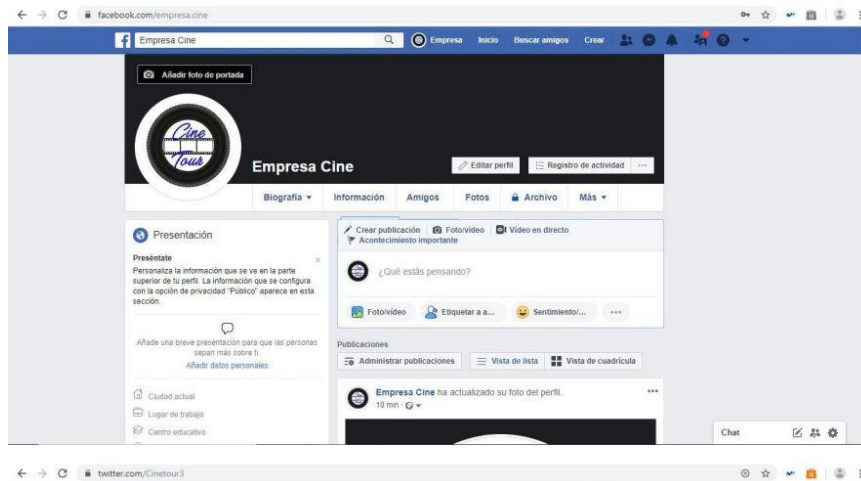 facebook.com/empresa.cine
Empresa Cine
Empresa Inicio Buscar amigos Crear
Añadir foto de portada
Cine
Tour
Empresa Cine
Editar perfil Registro de actividad
Biografía Información Amigos Fotos Archivo Más
Presentación
Preséntate
Personaliza la información que se ve en la parte
superior de tu perfil. La información que se configura
con la opción de privacidad "Público" aparece en esta
sección.
Añade una breve presentación para que las personas
sepan más sobre ti.
Añadir datos personales
Ciudad actual
Lugar de trabajo
Centro educativo
Crear publicación Foto/vídeo Vídeo en directo
Acontecimiento importante
¿Qué estás pensando?
Foto/vídeo Etiquetar a a... Sentimiento/...
Publicaciones
Administrar publicaciones Vista de lista Vista de cuadrícula
Empresa Cine ha actualizado su foto del perfil.
10 min
Chat
twitter.com/Cinetour3